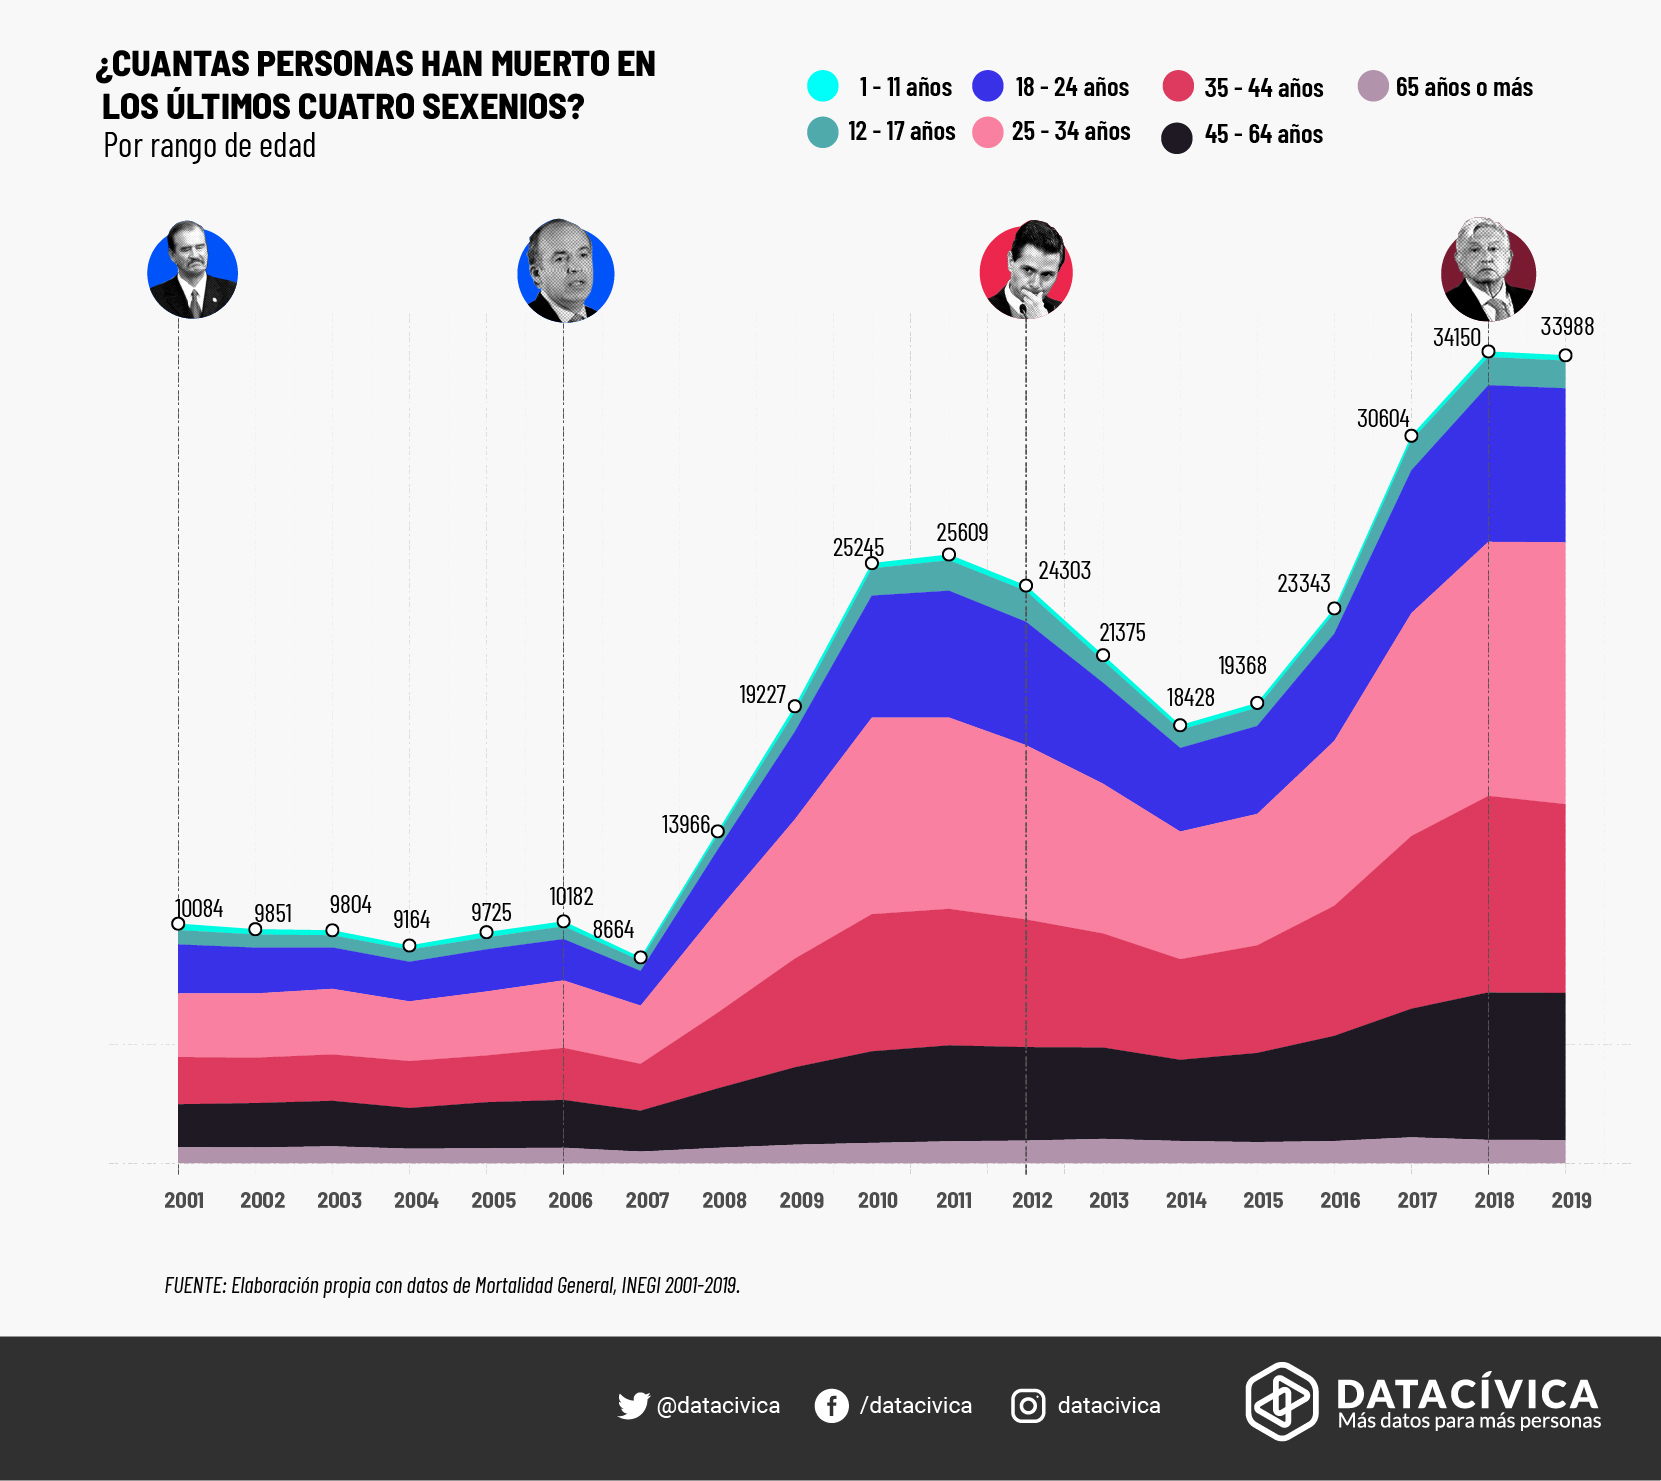 ¿CUANTAS PERSONAS HAN MUERTO EN
LOS ÚLTIMOS CUATRO SEXENIOS?
Por rango de edad
1 - 11 años
18 - 24 años
35 - 44 años
65 años o más
12 - 17 años
25 - 34 años
45 - 64 años
10084
9851
9804
9164
9725
10182
8664
13966
19227
25245
25609
24303
21375
18428
19368
23343
30604
34150
33988
2001 2002 2003 2004 2005 2006 2007 2008 2009 2010 2011 2012 2013 2014 2015 2016 2017 2018 2019
FUENTE: Elaboración propia con datos de Mortalidad General, INEGI 2001-2019.
@datacivica
/datacivica
datacivica
DATACÍVICA
Más datos para más personas